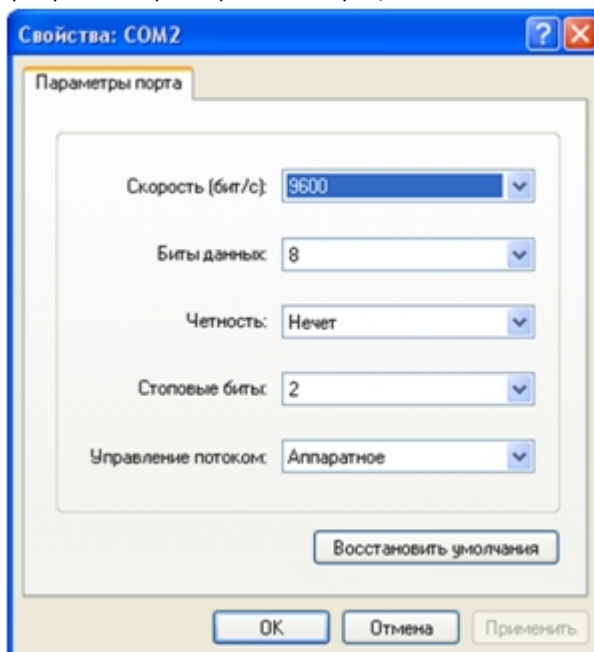 Свойства: COM2
Параметры порта
Скорость (бит/с): 9600
Биты данных: 8
Четность: Нечет
Стоповые биты: 2
Управление потоком: Аппаратное
Восстановить умолчания
OK Отмена Применить